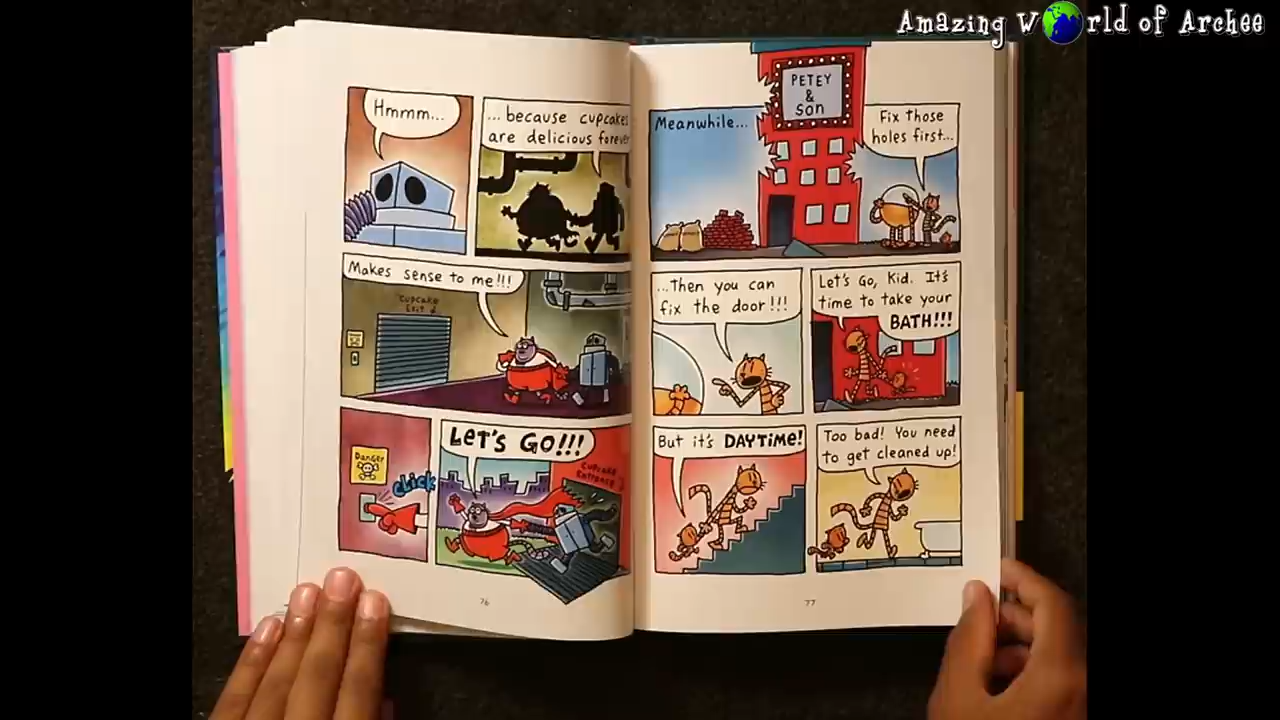 Amazing World of Archee
Hmmm...
...because cupcakes
are delicious forever
Makes sense to me!!!
Cupcake
Exit
Danger
CLICK
LET'S GO!!!
Cupcake
Entrance
76
PETEY
&
Son
Meanwhile...
Fix those
holes first...
...Then you can
fix the door!!!
Let's Go, Kid. It's
time to take your
BATH!!!
But it's DAYTIME!
Too bad! You need
to get cleaned up!
77